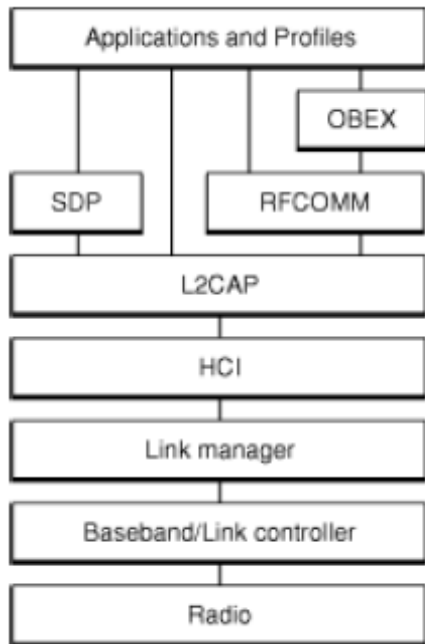 Applications and Profiles
OBEX
SDP
RFCOMM
L2CAP
HCI
Link manager
Baseband/Link controller
Radio